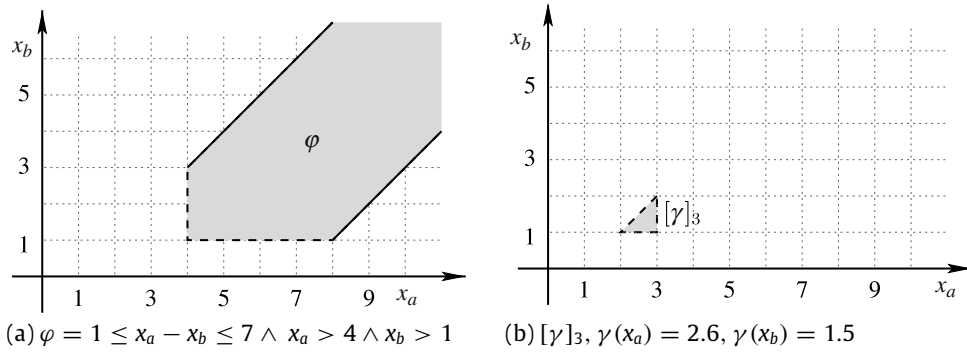 x_b
5
3
1
φ
1 3 5 7 9 x_a
(a) φ = 1 ≤ x_a − x_b ≤ 7 ∧ x_a > 4 ∧ x_b > 1
x_b
5
3
1
[γ]_3
1 3 5 7 9 x_a
(b) [γ]_3, γ(x_a) = 2.6, γ(x_b) = 1.5